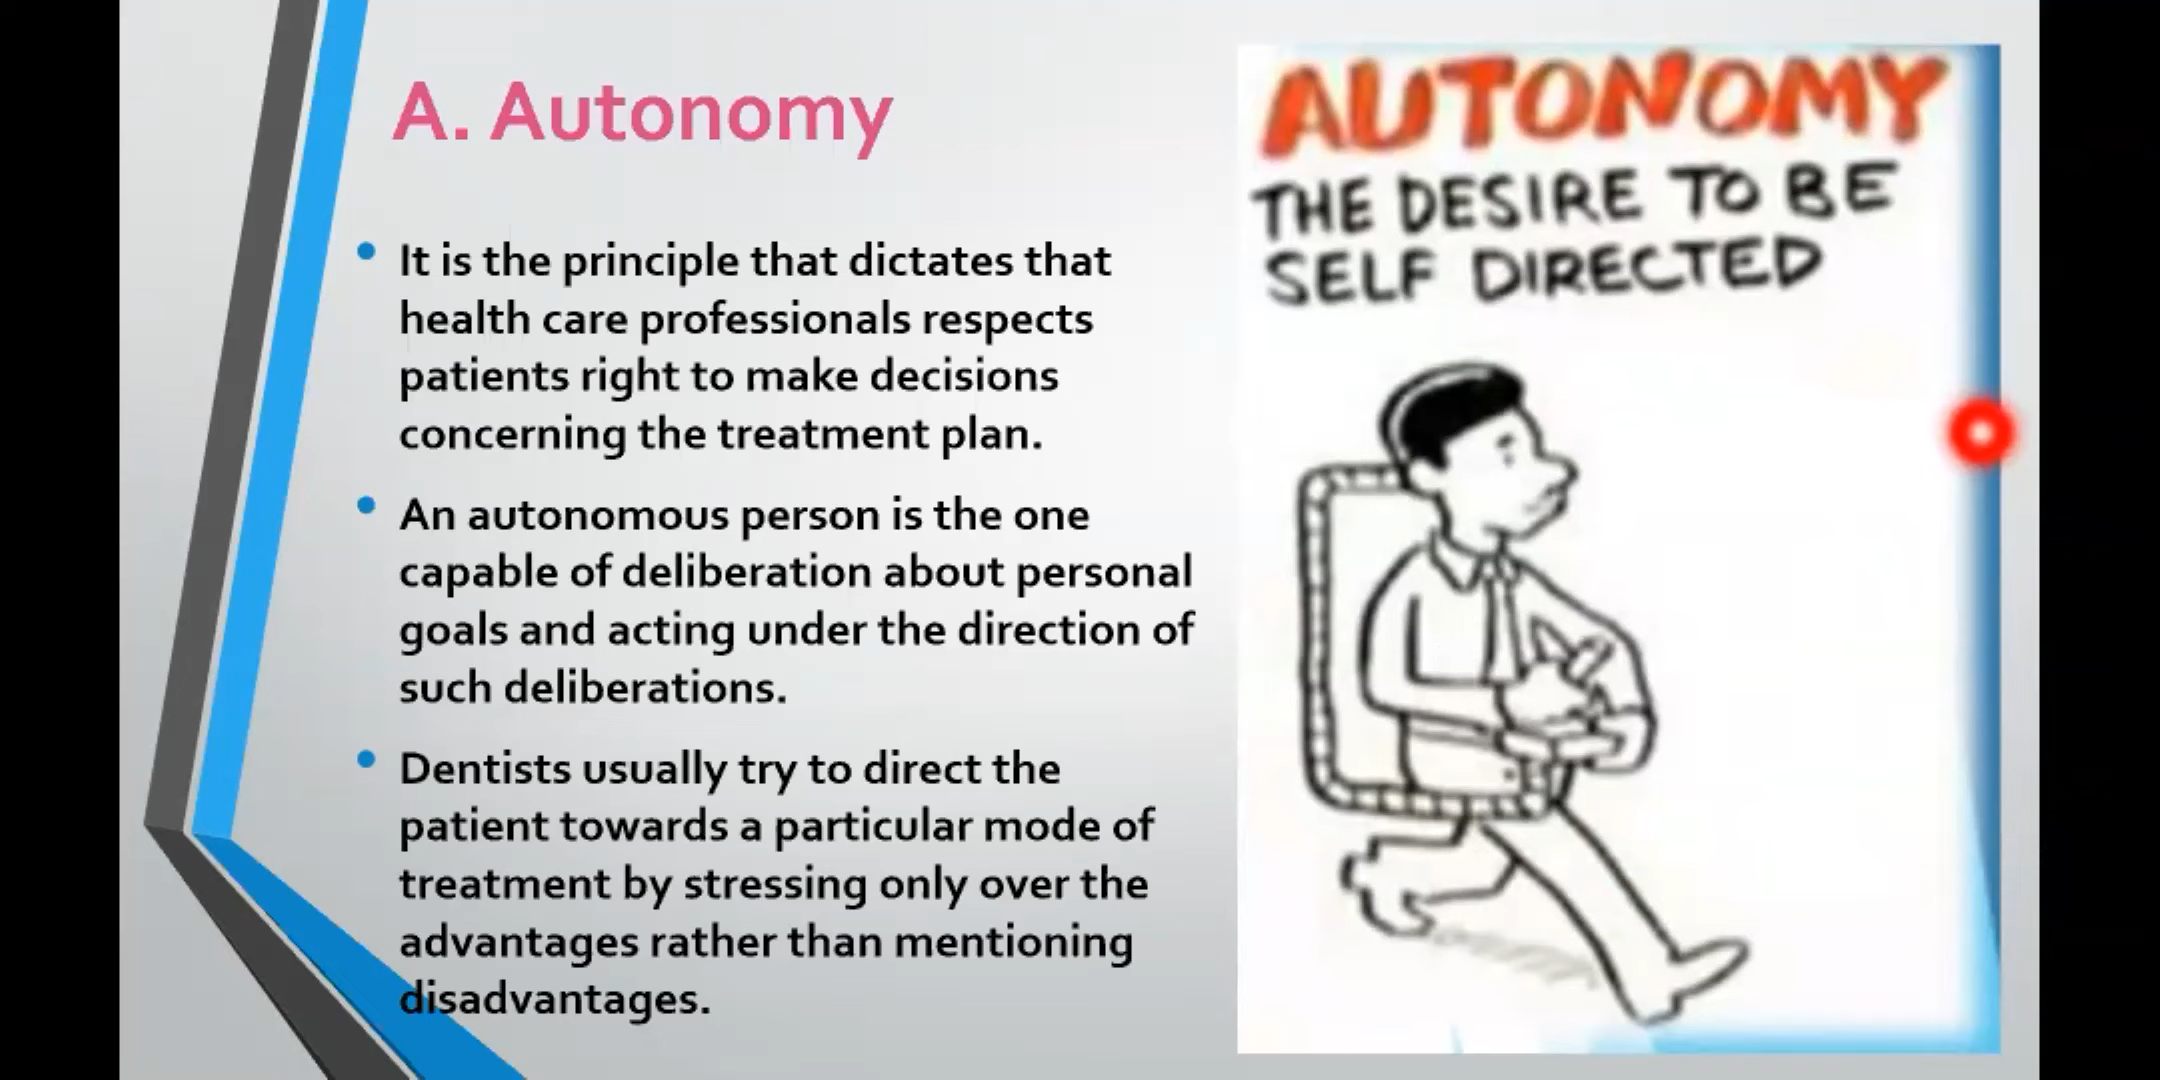 A. Autonomy
It is the principle that dictates that
health care professionals respects
patients right to make decisions
concerning the treatment plan.
An autonomous person is the one
capable of deliberation about personal
goals and acting under the direction of
such deliberations.
Dentists usually try to direct the
patient towards a particular mode of
treatment by stressing only over the
advantages rather than mentioning
disadvantages.
AUTONOMY
THE DESIRE TO BE
SELF DIRECTED